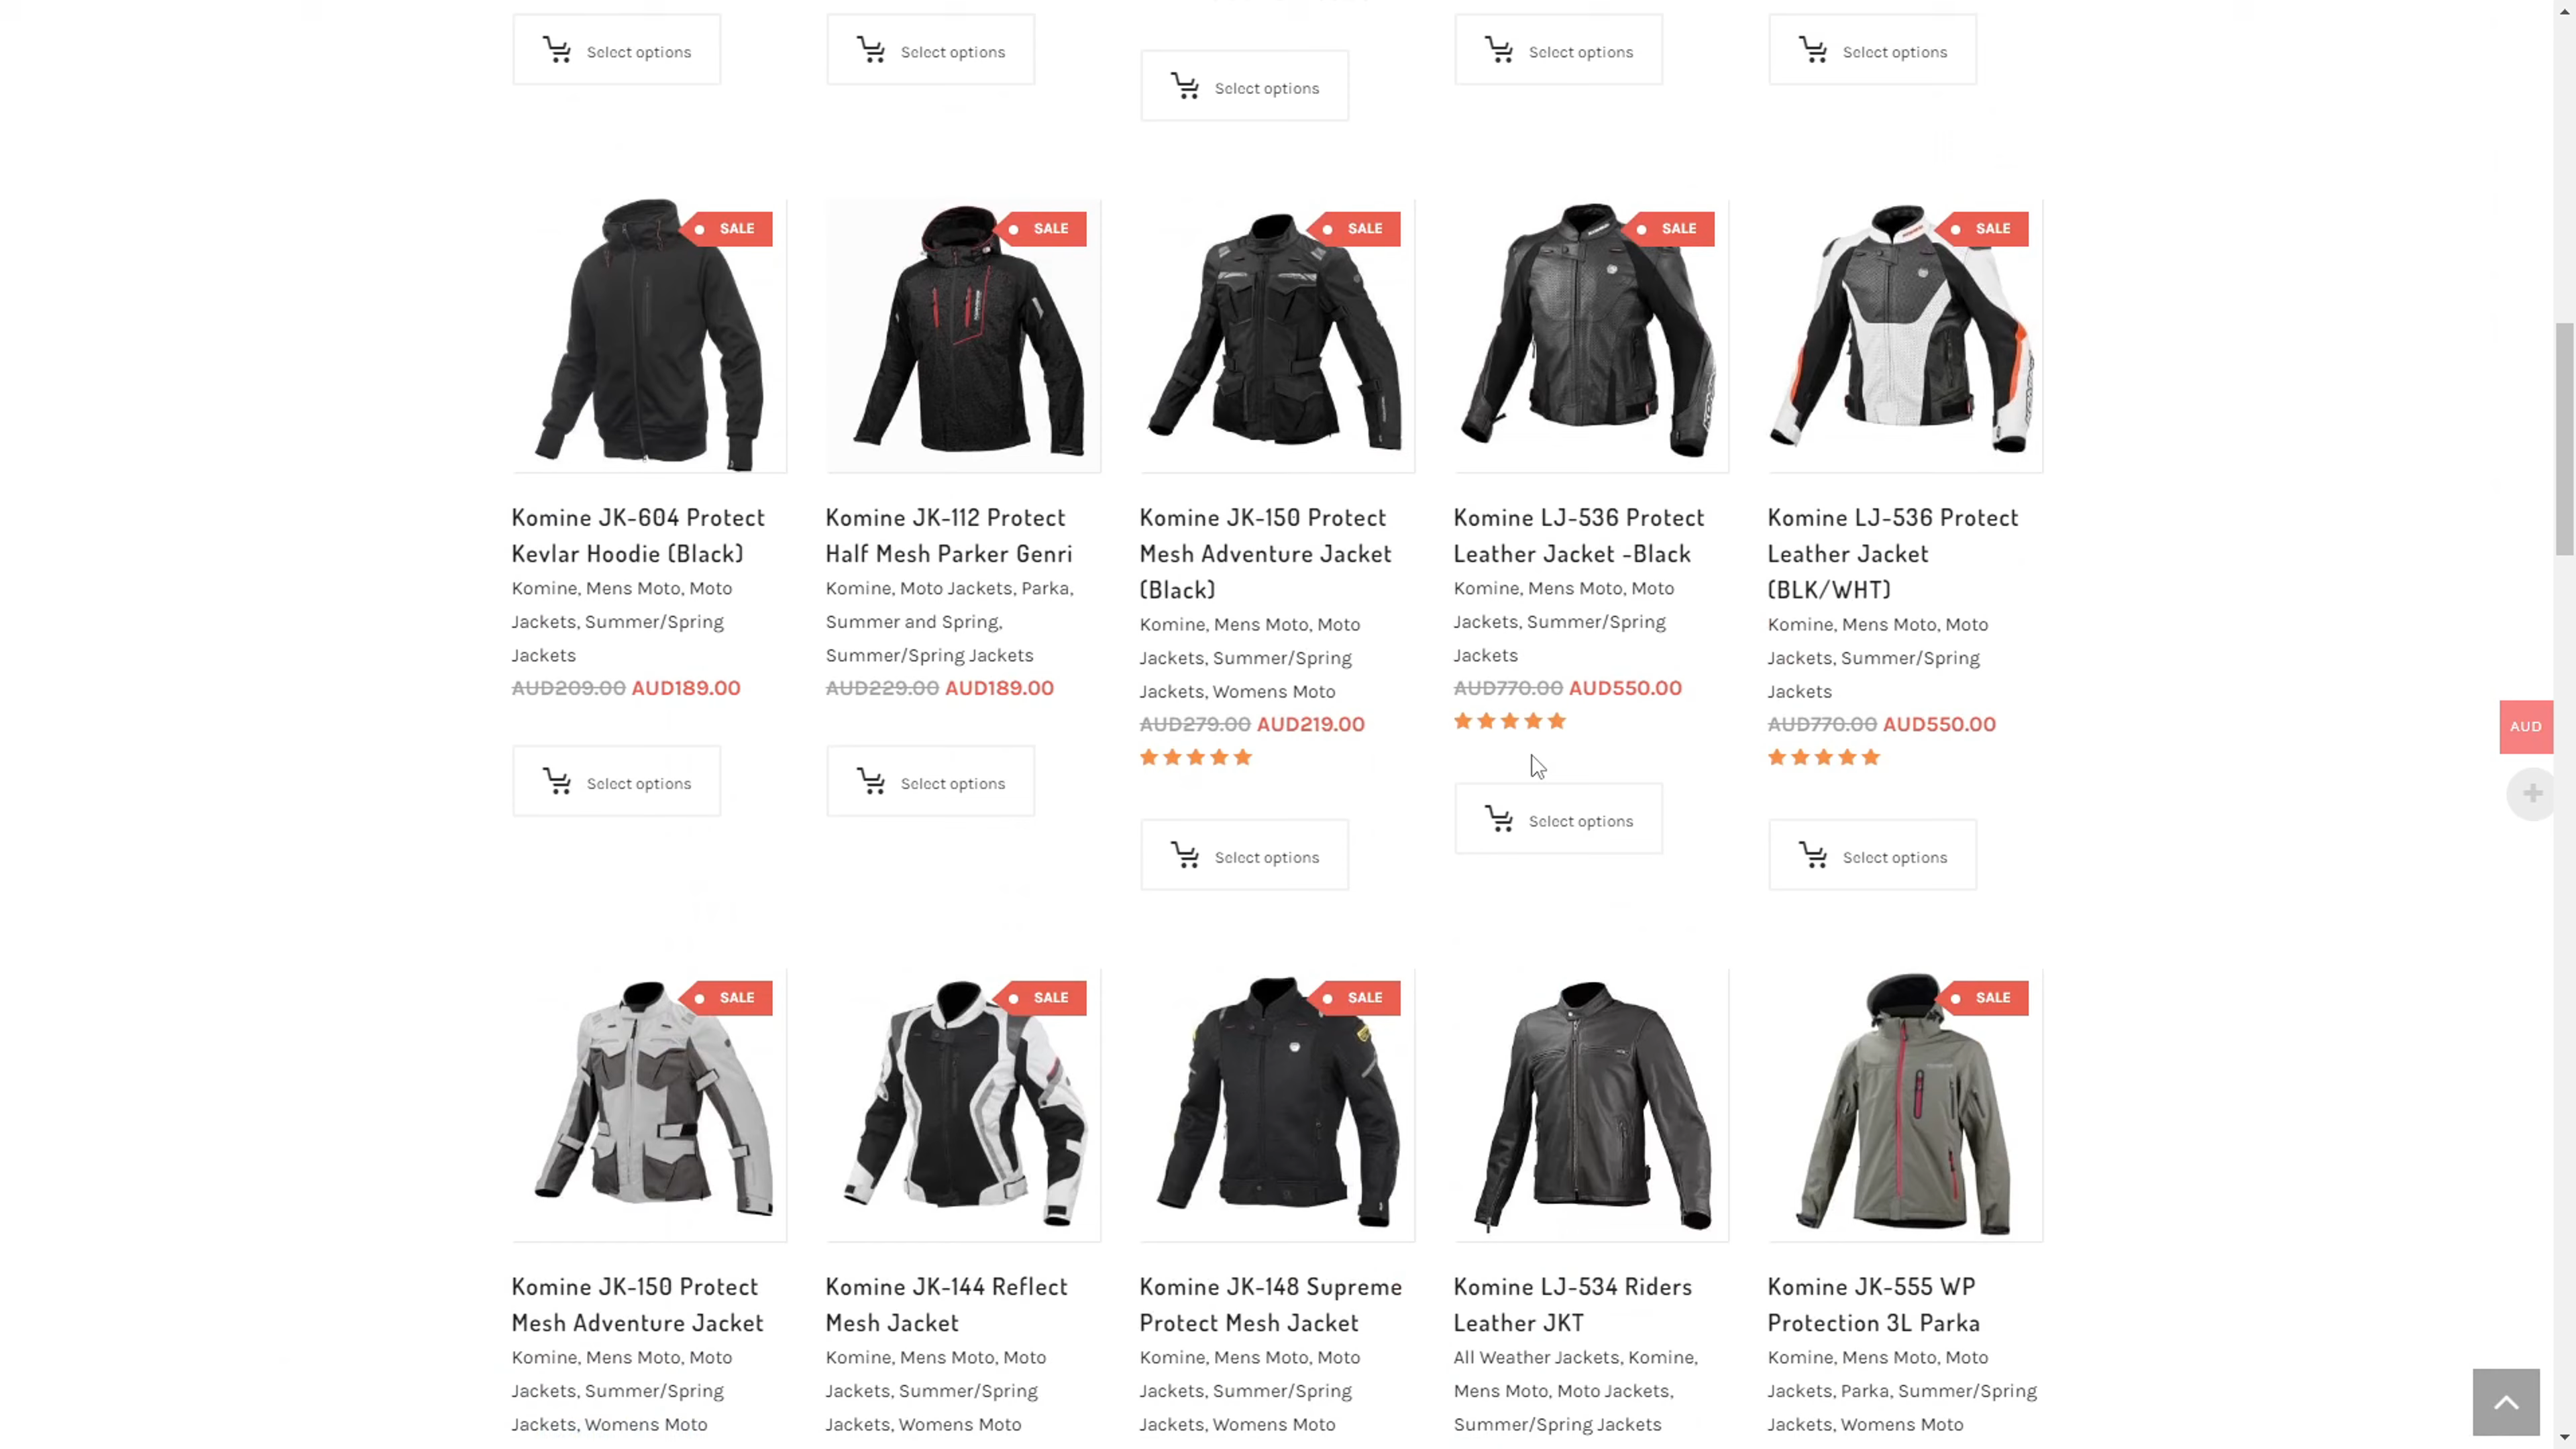 Select options
Select options
Select options
Select options
Select options
SALE
SALE
SALE
SALE
SALE
Komine JK-604 Protect
Kevlar Hoodie (Black)
Komine, Mens Moto, Moto
Jackets, Summer/Spring
Jackets
AUD209.00 AUD189.00
Select options
Komine JK-112 Protect
Half Mesh Parker Genri
Komine, Moto Jackets, Parka,
Summer and Spring,
Summer/Spring Jackets
AUD229.00 AUD189.00
Select options
Komine JK-150 Protect
Mesh Adventure Jacket
(Black)
Komine, Mens Moto, Moto
Jackets, Summer/Spring
Jackets, Womens Moto
AUD279.00 AUD219.00
Select options
Komine LJ-536 Protect
Leather Jacket -Black
Komine, Mens Moto, Moto
Jackets, Summer/Spring
Jackets
AUD770.00 AUD550.00
Select options
Komine LJ-536 Protect
Leather Jacket
(BLK/WHT)
Komine, Mens Moto, Moto
Jackets, Summer/Spring
Jackets
AUD770.00 AUD550.00
Select options
AUD
SALE
SALE
SALE
SALE
Komine JK-150 Protect
Mesh Adventure Jacket
Komine, Mens Moto, Moto
Jackets, Summer/Spring
Jackets, Womens Moto
Komine JK-144 Reflect
Mesh Jacket
Komine, Mens Moto, Moto
Jackets, Summer/Spring
Jackets, Womens Moto
Komine JK-148 Supreme
Protect Mesh Jacket
Komine, Mens Moto, Moto
Jackets, Summer/Spring
Jackets, Womens Moto
Komine LJ-534 Riders
Leather JKT
All Weather Jackets, Komine,
Mens Moto, Moto Jackets,
Summer/Spring Jackets
Komine JK-555 WP
Protection 3L Parka
Komine, Mens Moto, Moto
Jackets, Parka, Summer/Spring
Jackets, Womens Moto